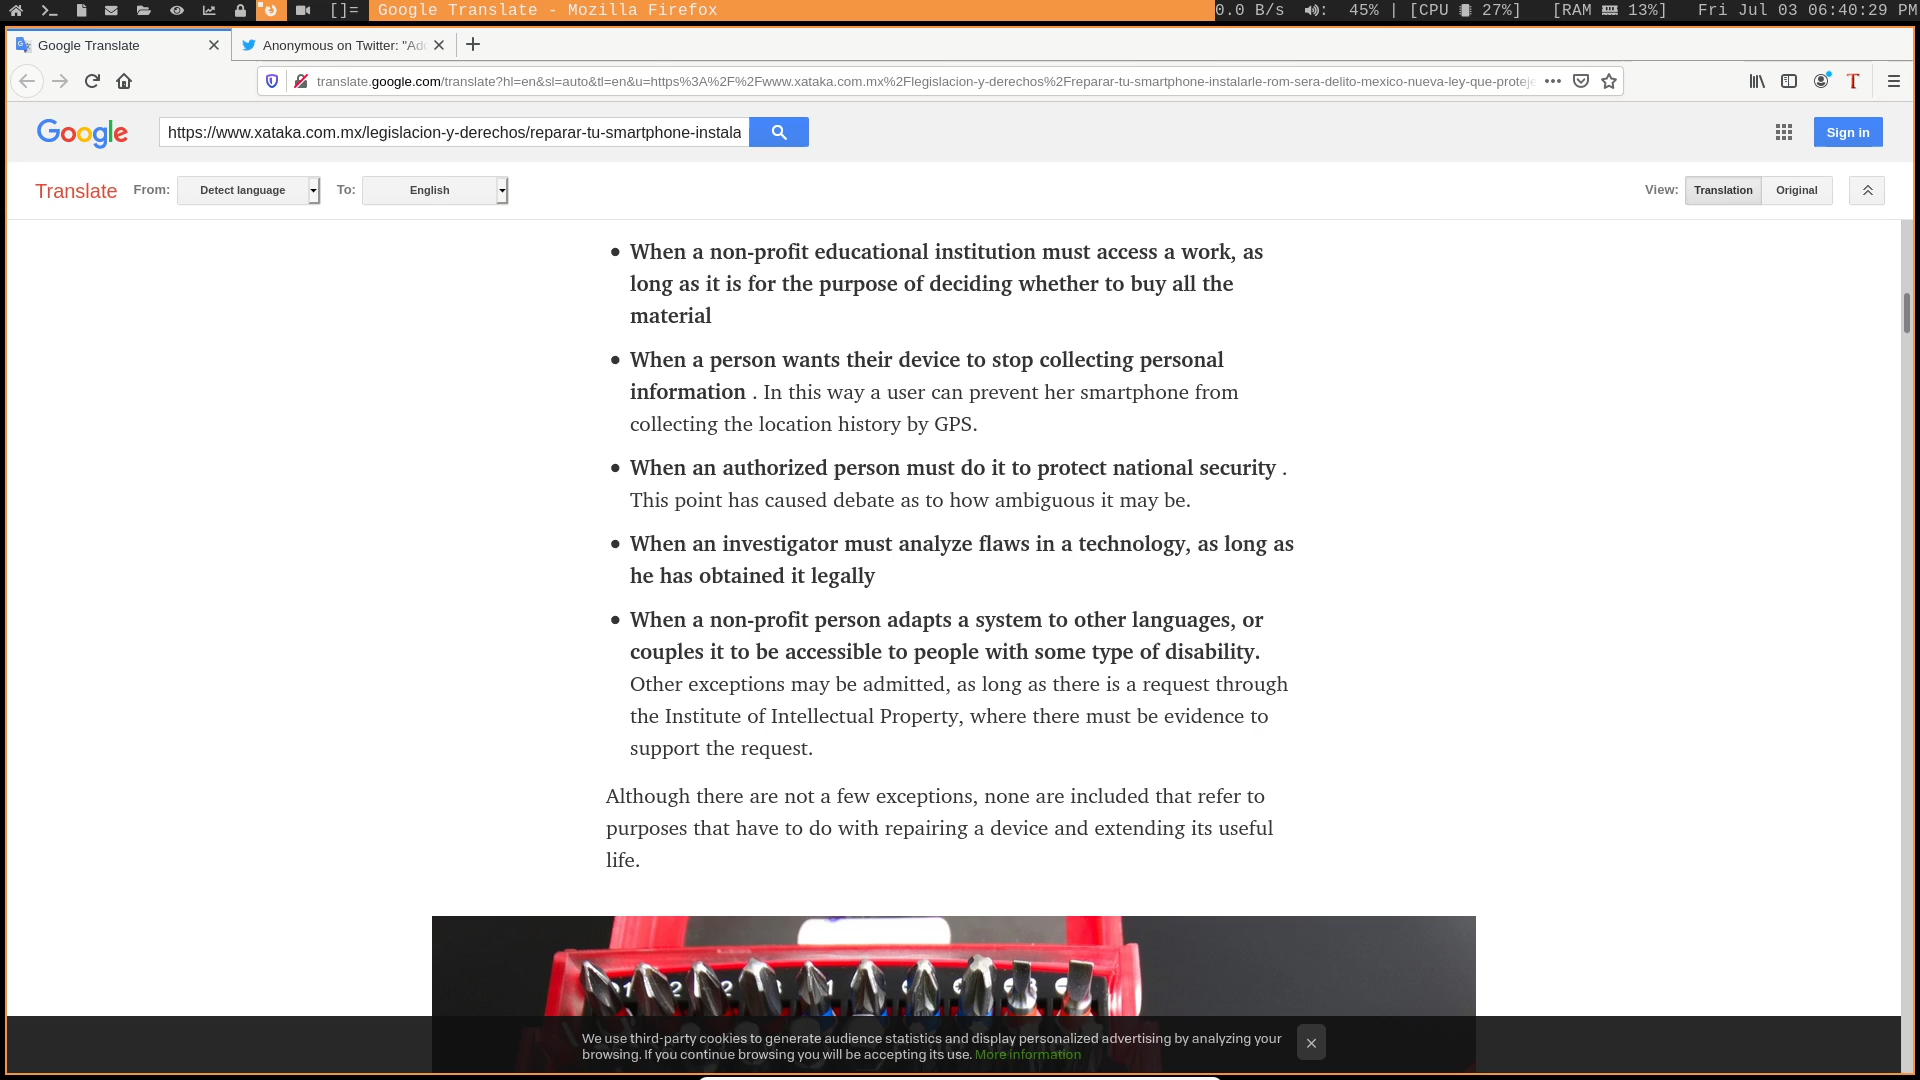 []= Google Translate - Mozilla Firefox 0.0 B/s : 45% | [CPU 27%] [RAM 13%] Fri Jul 03 06:40:29 PM
Google Translate
Anonymous on Twitter: "Add
translate.google.com/translate?hl=en&sl=auto&tl=en&u=https%3A%2F%2Fwww.xataka.com.mx%2Flegislacion-y-derechos%2Freparar-tu-smartphone-instalarle-rom-sera-delito-mexico-nueva-ley-que-proteje
Google https://www.xataka.com.mx/legislacion-y-derechos/reparar-tu-smartphone-instala Sign in
Translate From: Detect language To: English View: Translation Original
• When a non-profit educational institution must access a work, as
long as it is for the purpose of deciding whether to buy all the
material
• When a person wants their device to stop collecting personal
information . In this way a user can prevent her smartphone from
collecting the location history by GPS.
• When an authorized person must do it to protect national security .
This point has caused debate as to how ambiguous it may be.
• When an investigator must analyze flaws in a technology, as long as
he has obtained it legally
• When a non-profit person adapts a system to other languages, or
couples it to be accessible to people with some type of disability.
Other exceptions may be admitted, as long as there is a request through
the Institute of Intellectual Property, where there must be evidence to
support the request.
Although there are not a few exceptions, none are included that refer to
purposes that have to do with repairing a device and extending its useful
life.
We use third-party cookies to generate audience statistics and display personalized advertising by analyzing your
browsing. If you continue browsing you will be accepting its use. More information